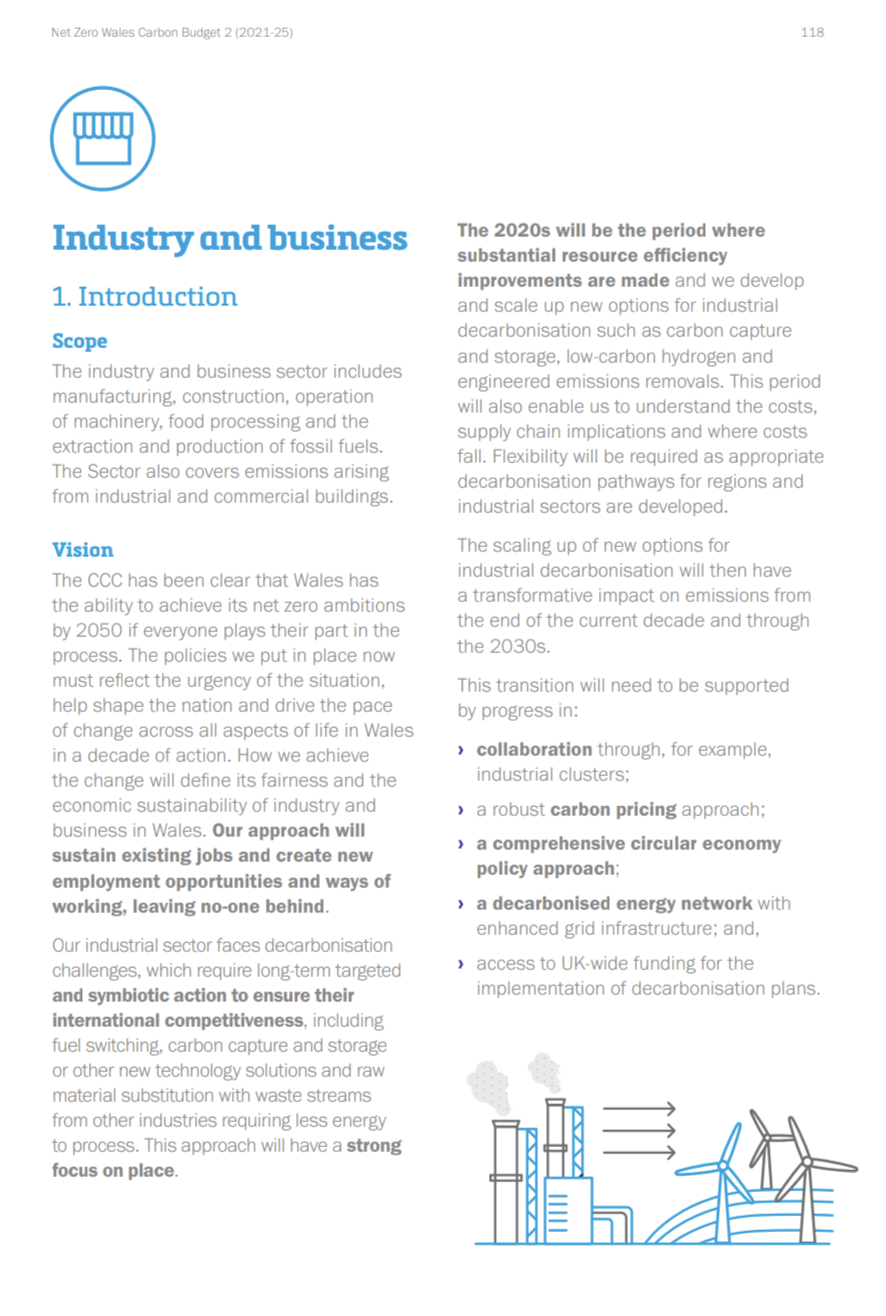 Net Zero Wales Carbon Budget 2 (2021-25)
118
Industry and business
1. Introduction
Scope
The industry and business sector includes
manufacturing, construction, operation
of machinery, food processing and the
extraction and production of fossil fuels.
The Sector also covers emissions arising
from industrial and commercial buildings.
Vision
The CCC has been clear that Wales has
the ability to achieve its net zero ambitions
by 2050 if everyone plays their part in the
process. The policies we put in place now
must reflect the urgency of the situation,
help shape the nation and drive the pace
of change across all aspects of life in Wales
in a decade of action. How we achieve
the change will define its fairness and the
economic sustainability of industry and
business in Wales. Our approach will
sustain existing jobs and create new
employment opportunities and ways of
working, leaving no-one behind.
Our industrial sector faces decarbonisation
challenges, which require long-term targeted
and symbiotic action to ensure their
international competitiveness, including
fuel switching, carbon capture and storage
or other new technology solutions and raw
material substitution with waste streams
from other industries requiring less energy
to process. This approach will have a strong
focus on place.
The 2020s will be the period where
substantial resource efficiency
improvements are made and we develop
and scale up new options for industrial
decarbonisation such as carbon capture
and storage, low-carbon hydrogen and
engineered emissions removals. This period
will also enable us to understand the costs,
supply chain implications and where costs
fall. Flexibility will be required as appropriate
decarbonisation pathways for regions and
industrial sectors are developed.
The scaling up of new options for
industrial decarbonisation will then have
a transformative impact on emissions from
the end of the current decade and through
the 2030s.
This transition will need to be supported
by progress in:
› collaboration through, for example,
industrial clusters;
› a robust carbon pricing approach;
› a comprehensive circular economy
policy approach;
› a decarbonised energy network with
enhanced grid infrastructure; and,
› access to UK-wide funding for the
implementation of decarbonisation plans.